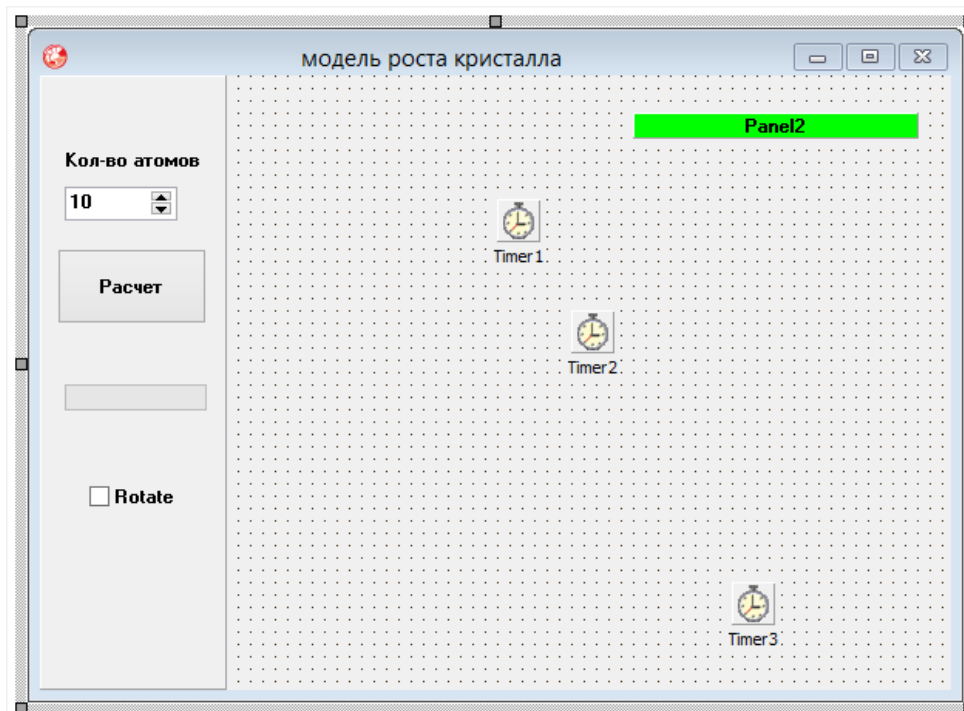 модель роста кристалла
Panel2
Кол-во атомов
10
Timer1
Расчет
Timer2
Rotate
Timer3